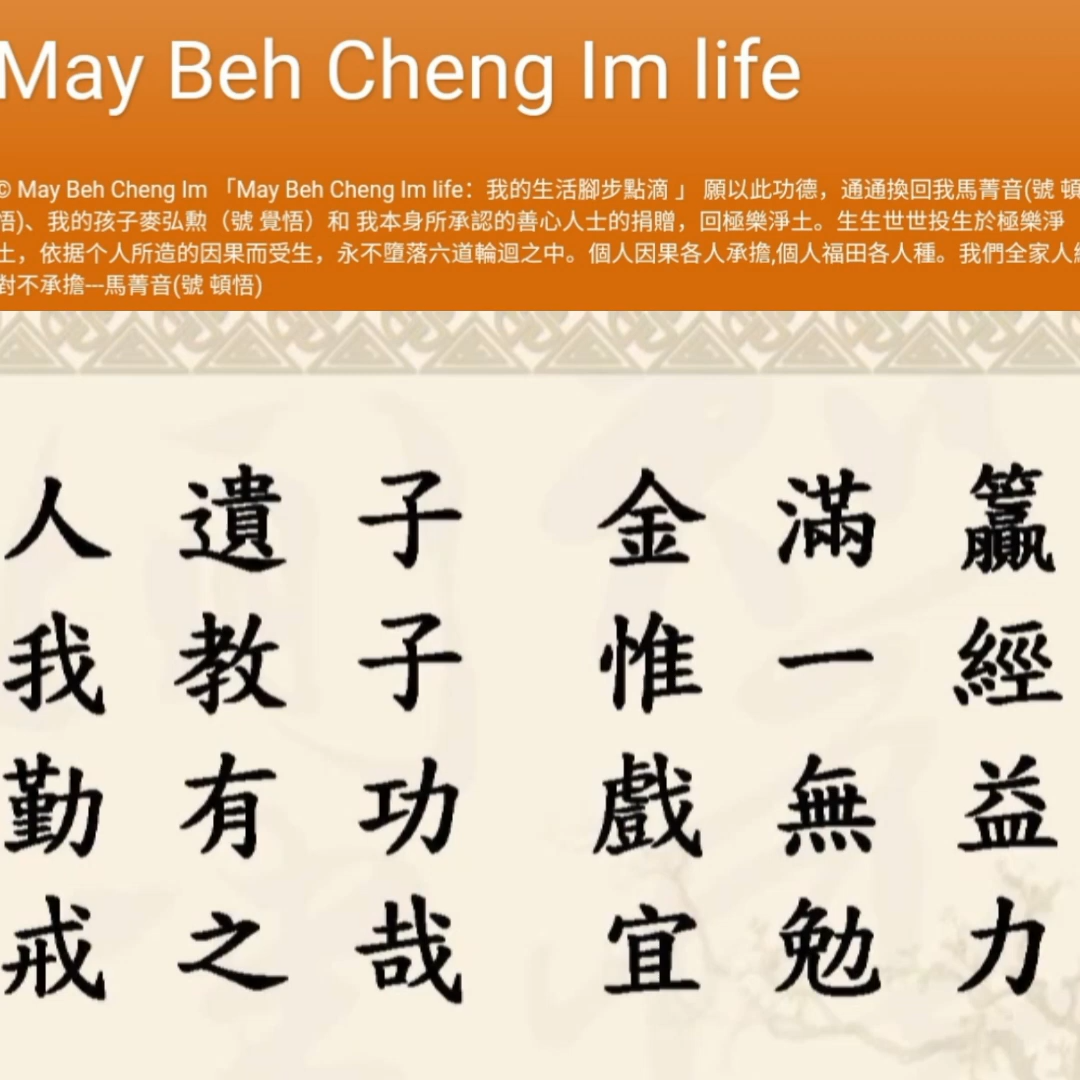 May Beh Cheng Im life
© May Beh Cheng Im 「May Beh Cheng Im life：我的生活腳步點滴 」 願以此功德，通通換回我馬菁音(號 頓
悟)、我的孩子麥弘勲（號 覺悟）和 我本身所承認的善心人士的捐贈，回極樂淨土。生生世世投生於極樂淨
土，依据个人所造的因果而受生，永不墮落六道輪迴之中。個人因果各人承擔,個人福田各人種。我們全家人絕
對不承擔---馬菁音(號 頓悟)
人遺子 金滿籯
我教子 惟一經
勤有功 戲無益
戒之哉 宜勉力